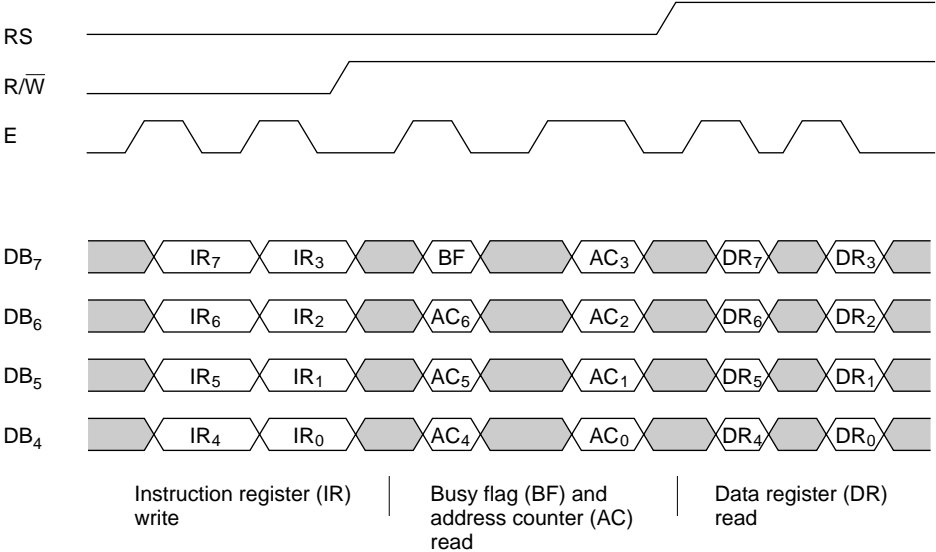 RS
R/W̅
E
DB₇ IR₇ IR₃ BF AC₃ DR₇ DR₃
DB₆ IR₆ IR₂ AC₆ AC₂ DR₆ DR₂
DB₅ IR₅ IR₁ AC₅ AC₁ DR₅ DR₁
DB₄ IR₄ IR₀ AC₄ AC₀ DR₄ DR₀
Instruction register (IR)
write
Busy flag (BF) and
address counter (AC)
read
Data register (DR)
read